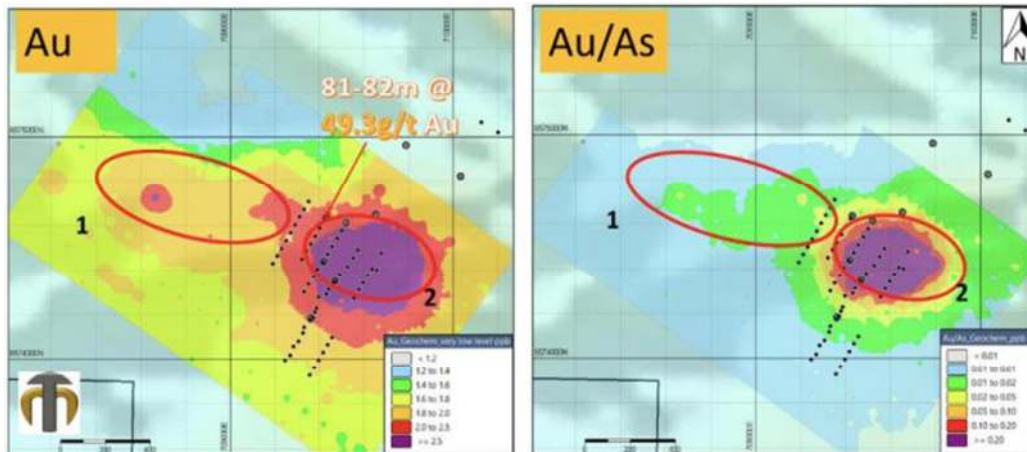 Au
81-82m @
49.3g/t Au
1
2
Au_Geochem_very low level ppb
< 1.2
1.2 to 1.4
1.4 to 1.6
1.6 to 1.8
1.8 to 2.0
2.0 to 2.5
>= 2.5
Au/As
N
1
2
Au/As_Geochem_ppb
< 0.01
0.01 to 0.01
0.01 to 0.02
0.02 to 0.05
0.05 to 0.10
0.10 to 0.20
>= 0.20